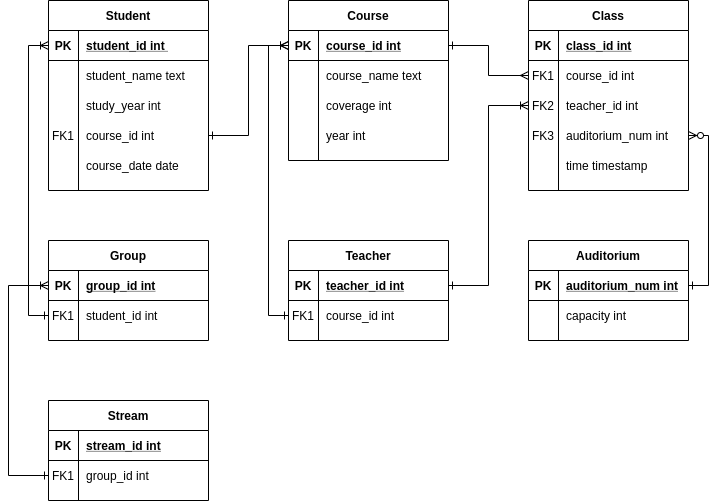 Student
PK student_id int
student_name text
study_year int
FK1 course_id int
course_date date
Course
PK course_id int
course_name text
coverage int
year int
Class
PK class_id int
FK1 course_id int
FK2 teacher_id int
FK3 auditorium_num int
time timestamp
Group
PK group_id int
FK1 student_id int
Teacher
PK teacher_id int
FK1 course_id int
Auditorium
PK auditorium_num int
capacity int
Stream
PK stream_id int
FK1 group_id int